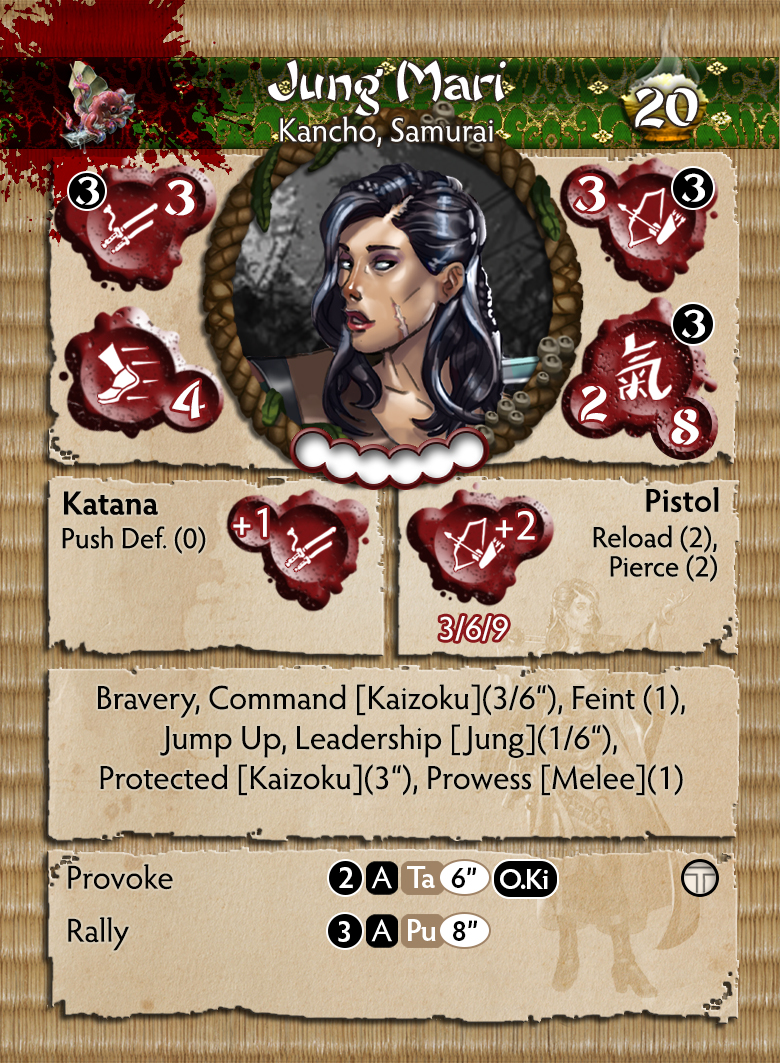 Jung Mari
20
Kancho, Samurai
3 3
3 3
4
氣
3
2
8
Katana
Push Def. (0)
+1
+2
Pistol
Reload (2),
Pierce (2)
3/6/9
Bravery, Command [Kaizoku](3/6“), Feint (1),
Jump Up, Leadership [Jung](1/6“),
Protected [Kaizoku](3“), Prowess [Melee](1)
Provoke 2 A Ta 6” O.Ki T
Rally 3 A Pu 8”